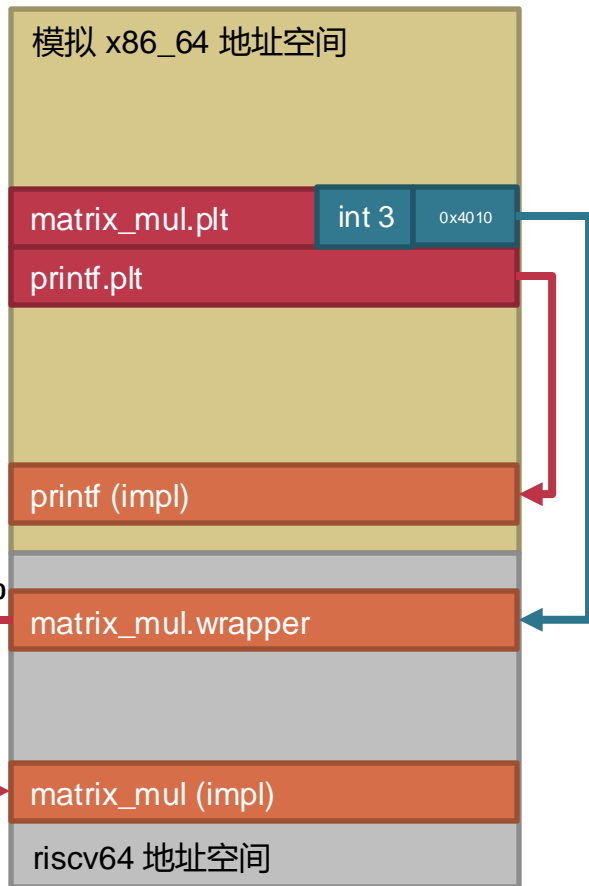 模拟 x86_64 地址空间
matrix_mul.plt int 3 0x4010
printf.plt
printf (impl)
matrix_mul.wrapper
matrix_mul (impl)
riscv64 地址空间